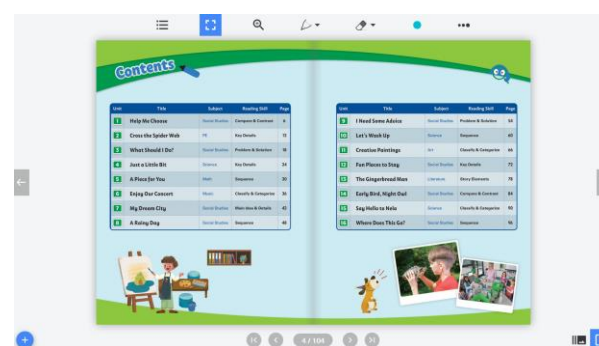 Contents
Unit Title Subject Reading Skill Page
1 Help Me Choose Social Studies Compare & Contrast 6
2 Cross the Spider Web PE Key Details 12
3 What Should I Do? Social Studies Problem & Solution 18
4 Just a Little Bit Science Key Details 24
5 A Piece for You Math Sequence 30
6 Enjoy Our Concert Music Classify & Categorize 36
7 My Dream City Social Studies Main Idea & Details 42
8 A Rainy Day Social Studies Sequence 48
Unit Title Subject Reading Skill Page
9 I Need Some Advice Social Studies Problem & Solution
10 Let's Wash Up Science Sequence 60
11 Creative Paintings Art Classify & Categorize 66
12 Fun Places to Stay Social Studies Key Details 72
13 The Gingerbread Man Literature Story Elements 78
14 Early Bird, Night Owl Social Studies Compare & Contrast 84
15 Say Hello to Nola Science Classify & Categorize 90
16 Where Does This Go? Social Studies Sequence 96
4 / 104